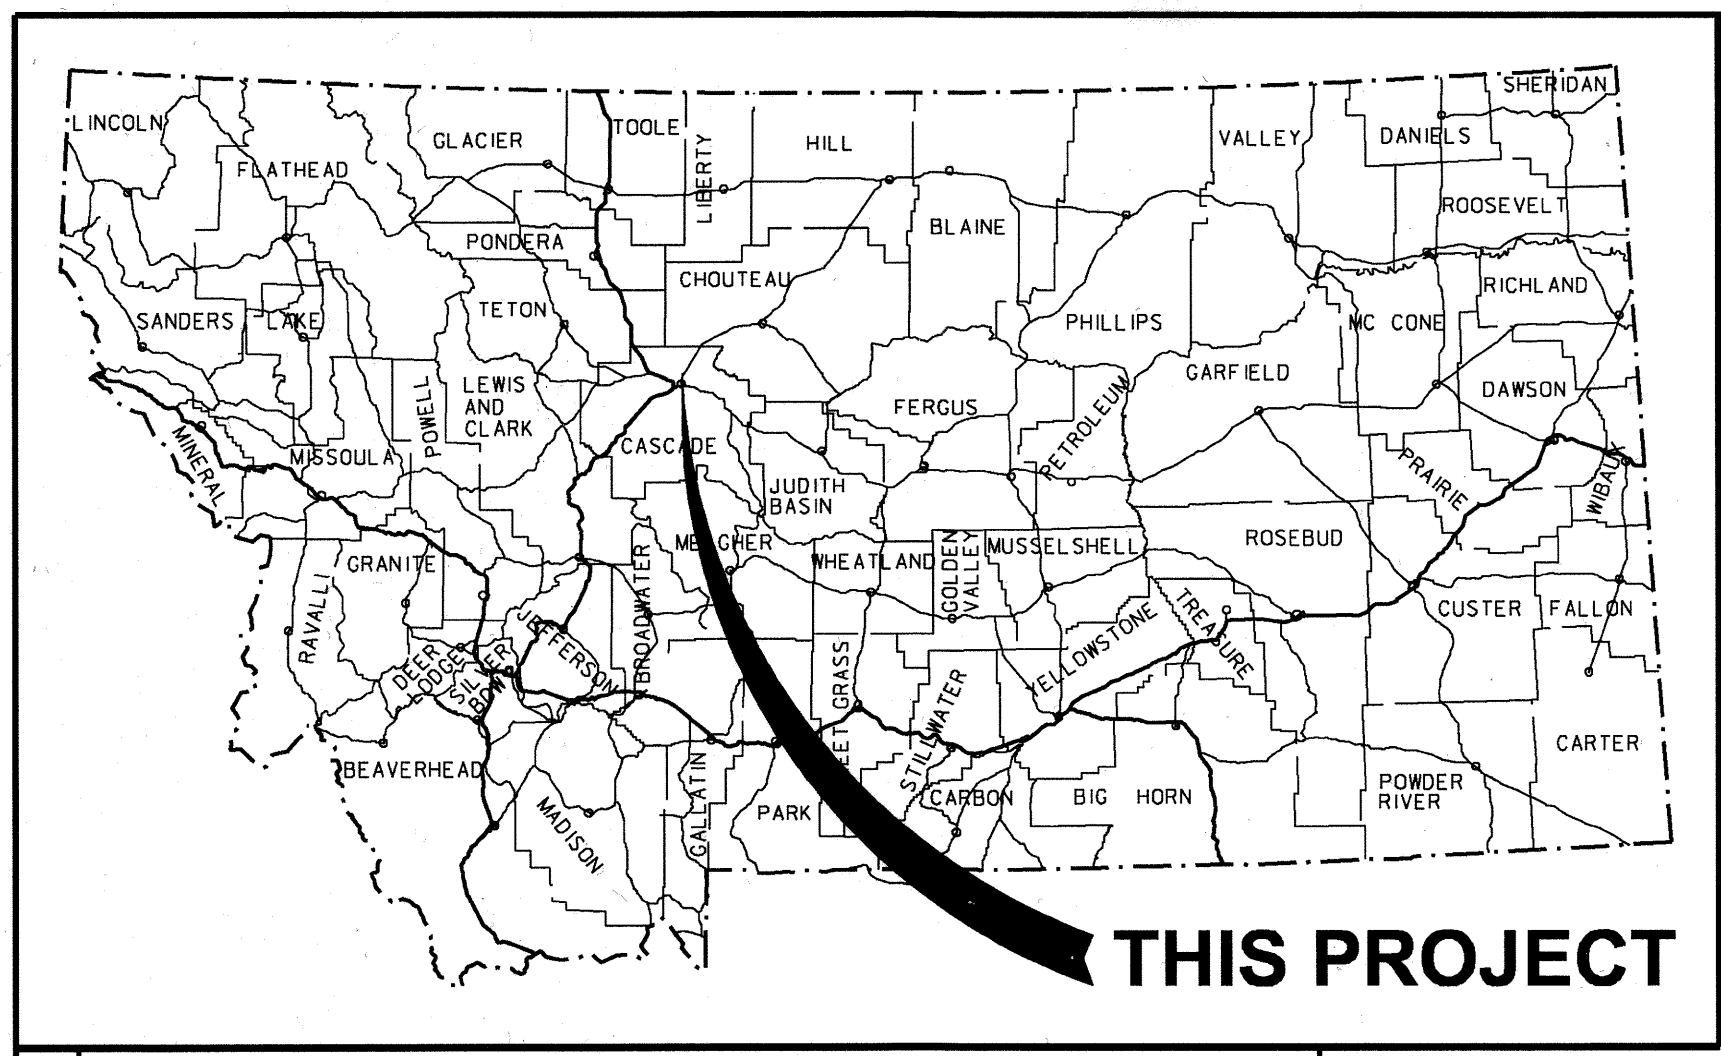 SHERIDAN
LINCOLN
TOOLE
GLACIER
HILL
VALLEY
DANIELS
FLATHEAD
LIBERTY
ROOSEVELT
BLAINE
PONDERA
CHOUTEAU
RICHLAND
TETON
SANDERS
LAKE
PHILLIPS
MC CONE
GARFIELD
LEWIS
AND
CLARK
POWELL
DAWSON
FERGUS
PETROLEUM
CASCADE
MINERAL
MISSOULA
PRAIRIE
WIBAUX
JUDITH
BASIN
ROSEBUD
MEAGHER
MUSSELSHELL
WHEATLAND
GOLDEN
VALLEY
GRANITE
BROADWATER
RAVALLI
JEFFERSON
TREASURE
CUSTER
FALLON
YELLOWSTONE
DEER
LODGE
SILVER
BOW
EET GRASS
STILLWATER
CARTER
BEAVERHEAD
POWDER
RIVER
CARBON
BIG HORN
MADISON
GALLATIN
PARK
THIS PROJECT